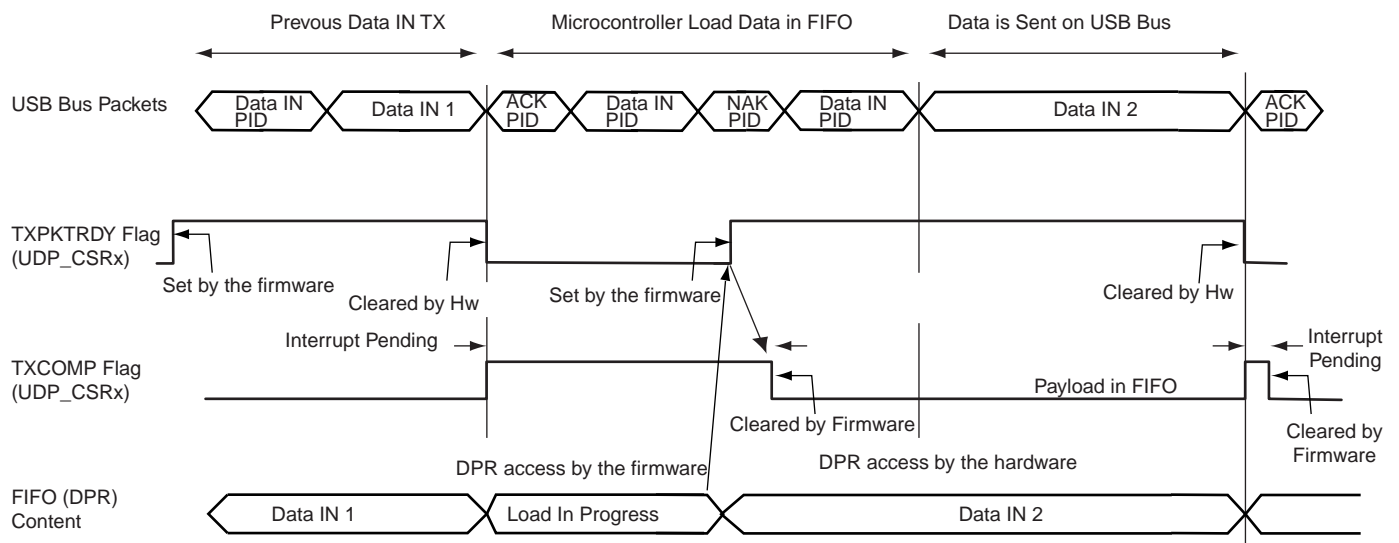 Prevous Data IN TX
Microcontroller Load Data in FIFO
Data is Sent on USB Bus
USB Bus Packets
Data IN
PID
Data IN 1
ACK
PID
Data IN
PID
NAK
PID
Data IN
PID
Data IN 2
ACK
PID
TXPKTRDY Flag
(UDP_CSRx)
Set by the firmware
Cleared by Hw
Set by the firmware
Cleared by Hw
Interrupt Pending
Interrupt
Pending
TXCOMP Flag
(UDP_CSRx)
Payload in FIFO
Cleared by Firmware
Cleared by
Firmware
DPR access by the firmware
DPR access by the hardware
FIFO (DPR)
Content
Data IN 1
Load In Progress
Data IN 2